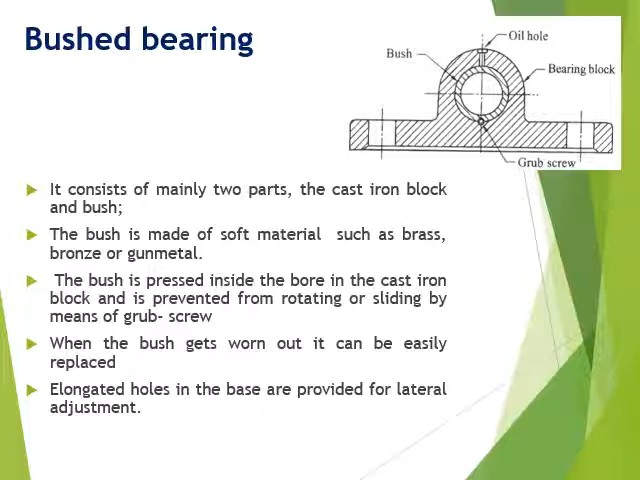 Bushed bearing
Oil hole
Bush
Bearing block
Grub screw
It consists of mainly two parts, the cast iron block
and bush;
The bush is made of soft material such as brass,
bronze or gunmetal.
The bush is pressed inside the bore in the cast iron
block and is prevented from rotating or sliding by
means of grub- screw
When the bush gets worn out it can be easily
replaced
Elongated holes in the base are provided for lateral
adjustment.